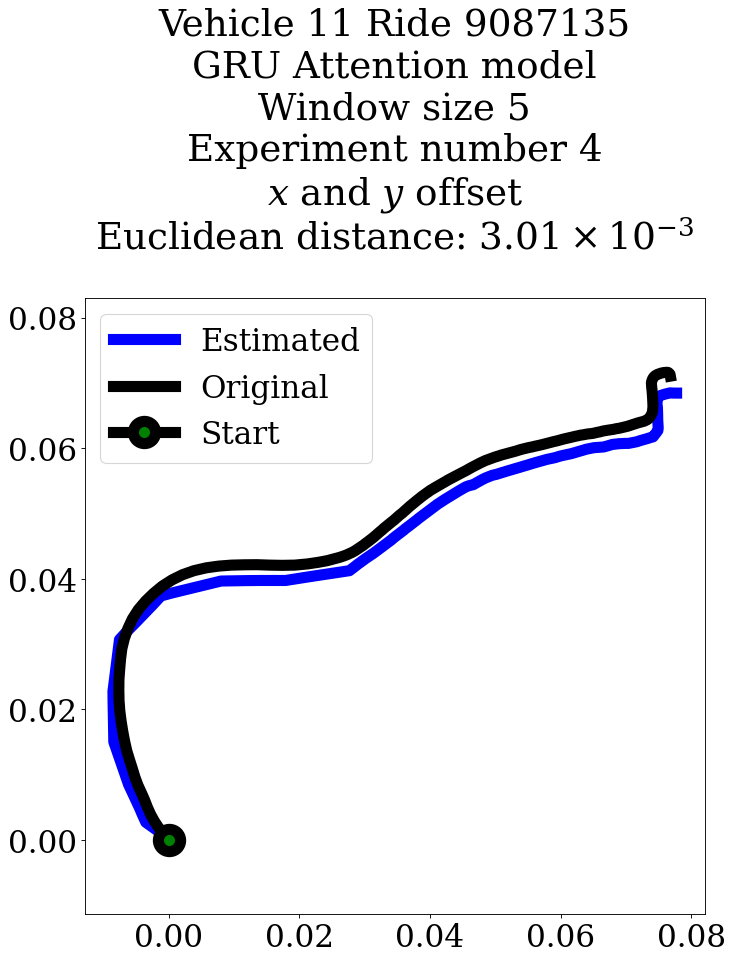 Vehicle 11 Ride 9087135
GRU Attention model
Window size 5
Experiment number 4
x and y offset
Euclidean distance: 3.01 × 10⁻³
0.08
0.06
0.04
0.02
0.00
Estimated
Original
Start
0.00 0.02 0.04 0.06 0.08